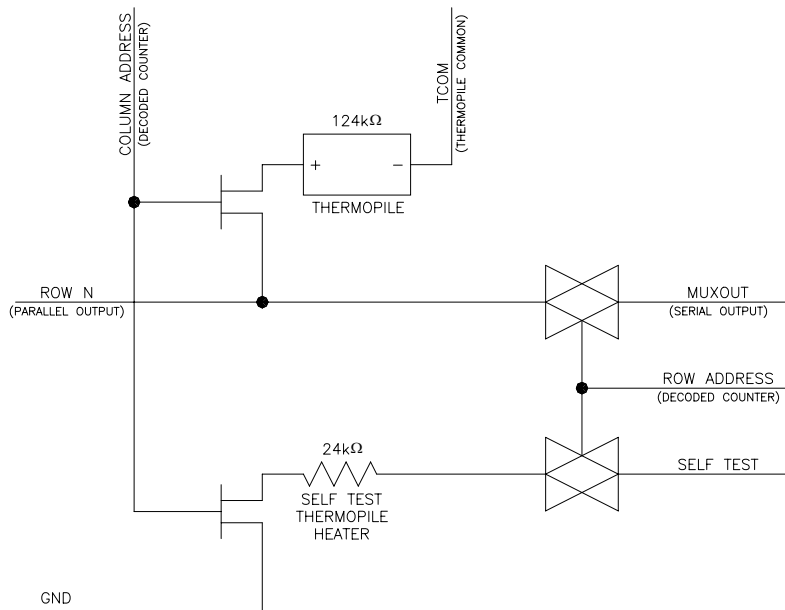 COLUMN ADDRESS
(DECODED COUNTER)
TCOM
(THERMOPILE COMMON)
124kΩ
+ −
THERMOPILE
ROW N
(PARALLEL OUTPUT)
MUXOUT
(SERIAL OUTPUT)
ROW ADDRESS
(DECODED COUNTER)
24kΩ
SELF TEST
THERMOPILE
HEATER
SELF TEST
GND